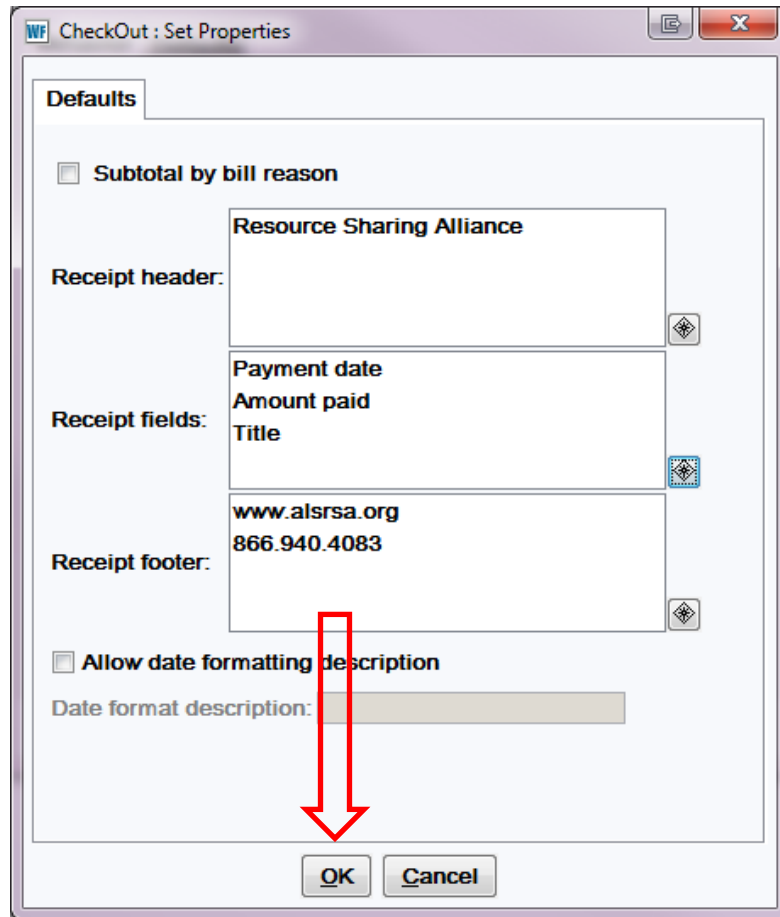 WF CheckOut : Set Properties
Defaults
Subtotal by bill reason
Receipt header:
Resource Sharing Alliance
Receipt fields:
Payment date
Amount paid
Title
Receipt footer:
www.alsrsa.org
866.940.4083
Allow date formatting description
Date format description:
OK Cancel